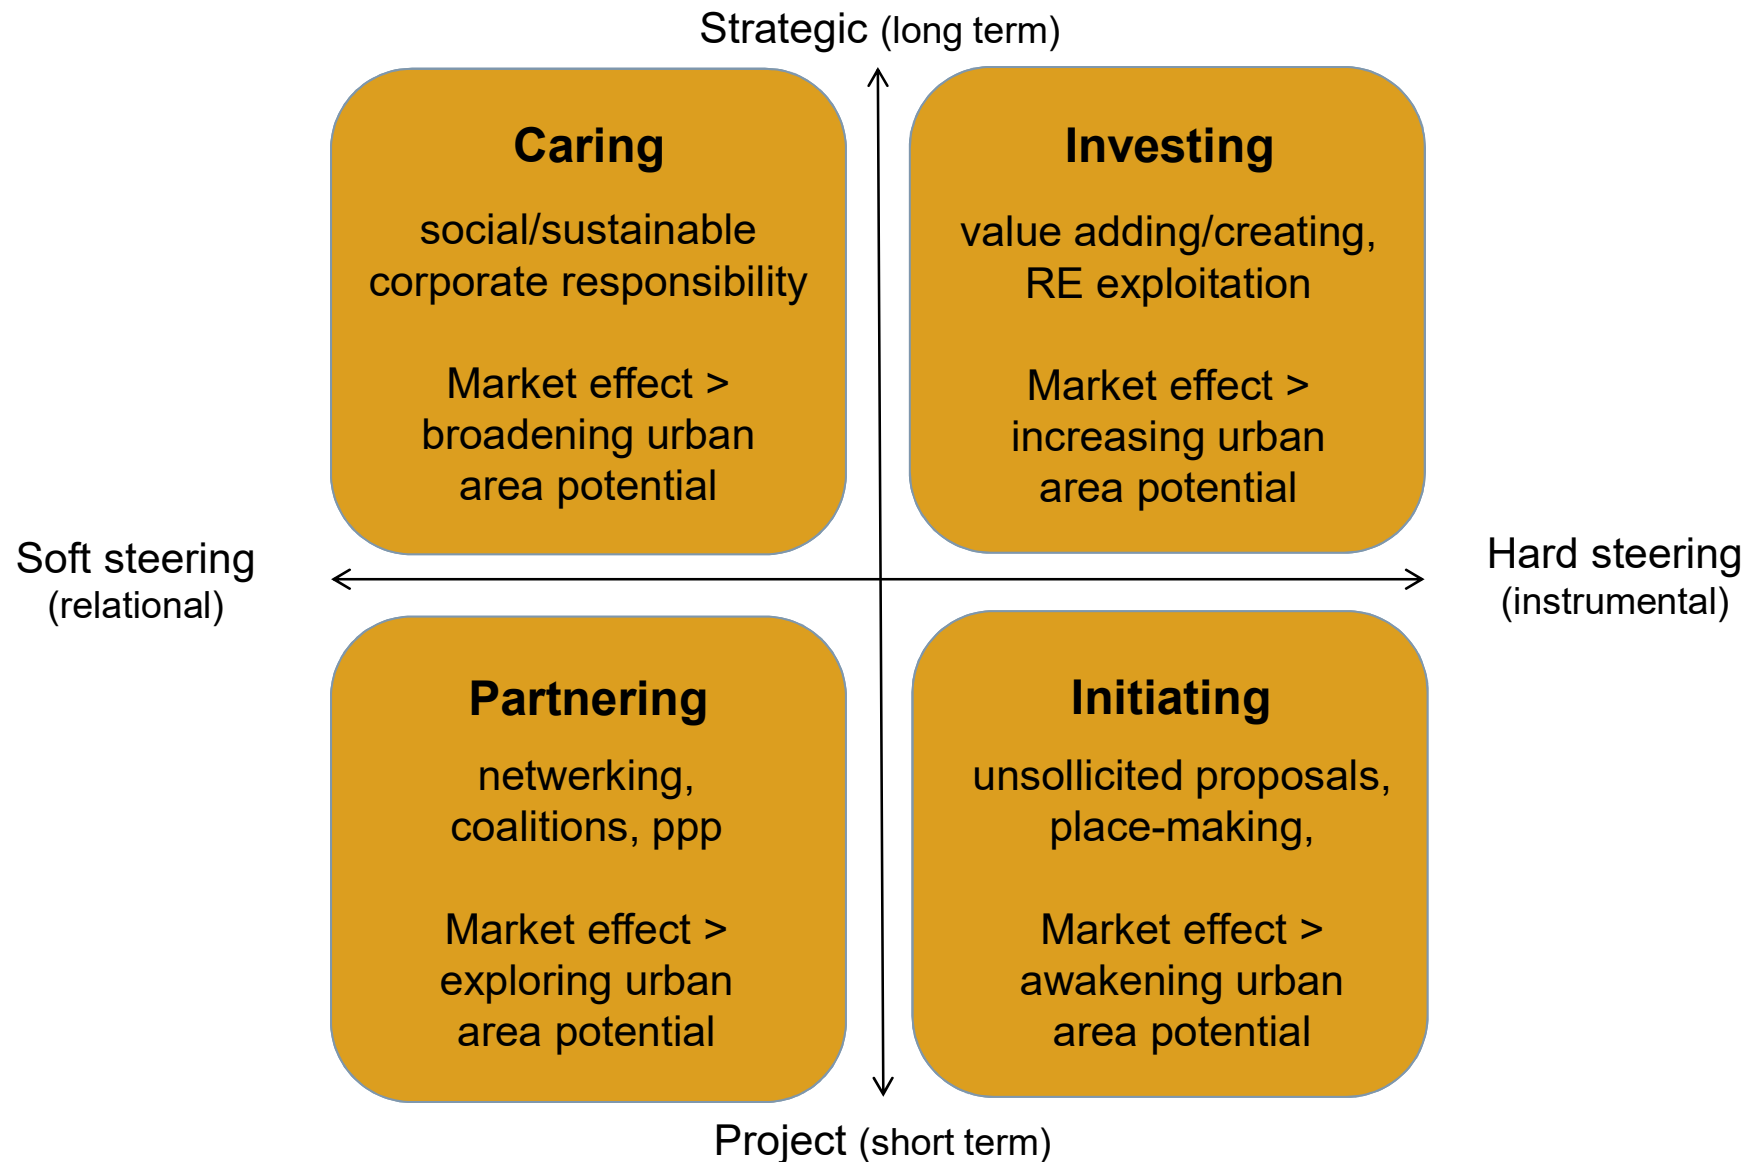 Strategic (long term)
Caring
social/sustainable
corporate responsibility
Market effect >
broadening urban
area potential
Investing
value adding/creating,
RE exploitation
Market effect >
increasing urban
area potential
Soft steering
(relational)
Hard steering
(instrumental)
Partnering
netwerking,
coalitions, ppp
Market effect >
exploring urban
area potential
Initiating
unsollicited proposals,
place-making,
Market effect >
awakening urban
area potential
Project (short term)